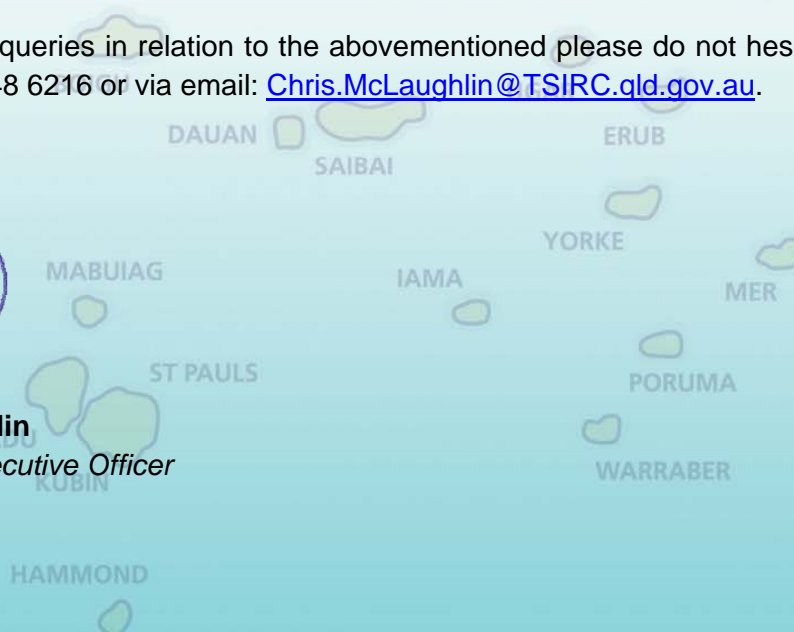 queries in relation to the abovementioned please do not hes
48 6216 or via email: Chris.McLaughlin@TSIRC.qld.gov.au.
DAUAN
SAIBAI
ERUB
YORKE
MABUIAG
IAMA
MER
ST PAULS
PORUMA
lin
ecutive Officer
KUBIN
WARRABER
HAMMOND